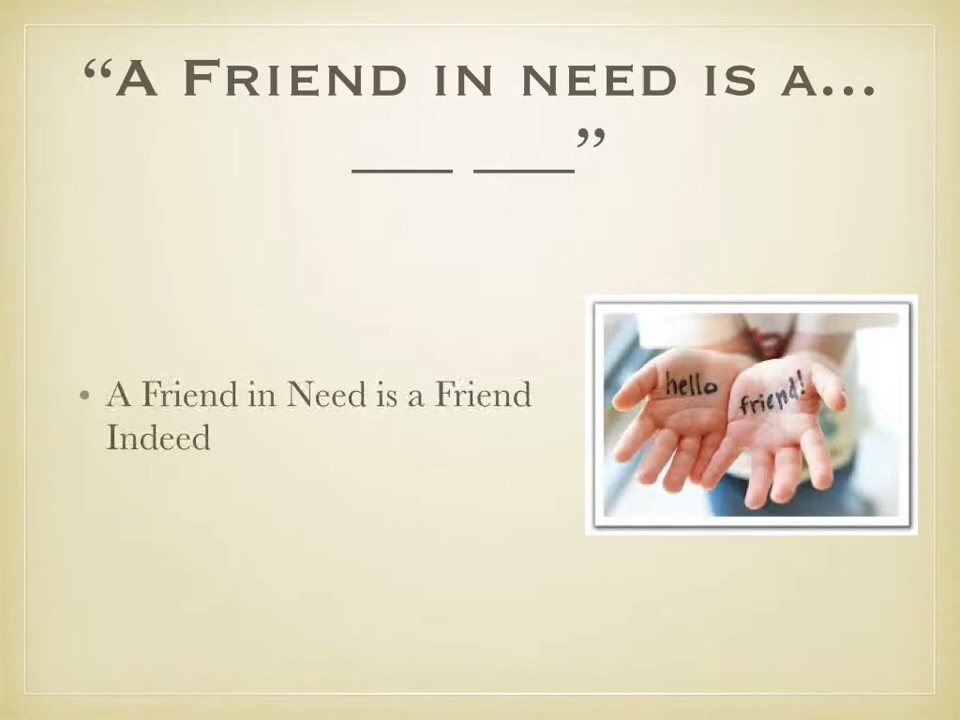 “A Friend in need is a...
___ ___”
• A Friend in Need is a Friend
Indeed
hello
friend!